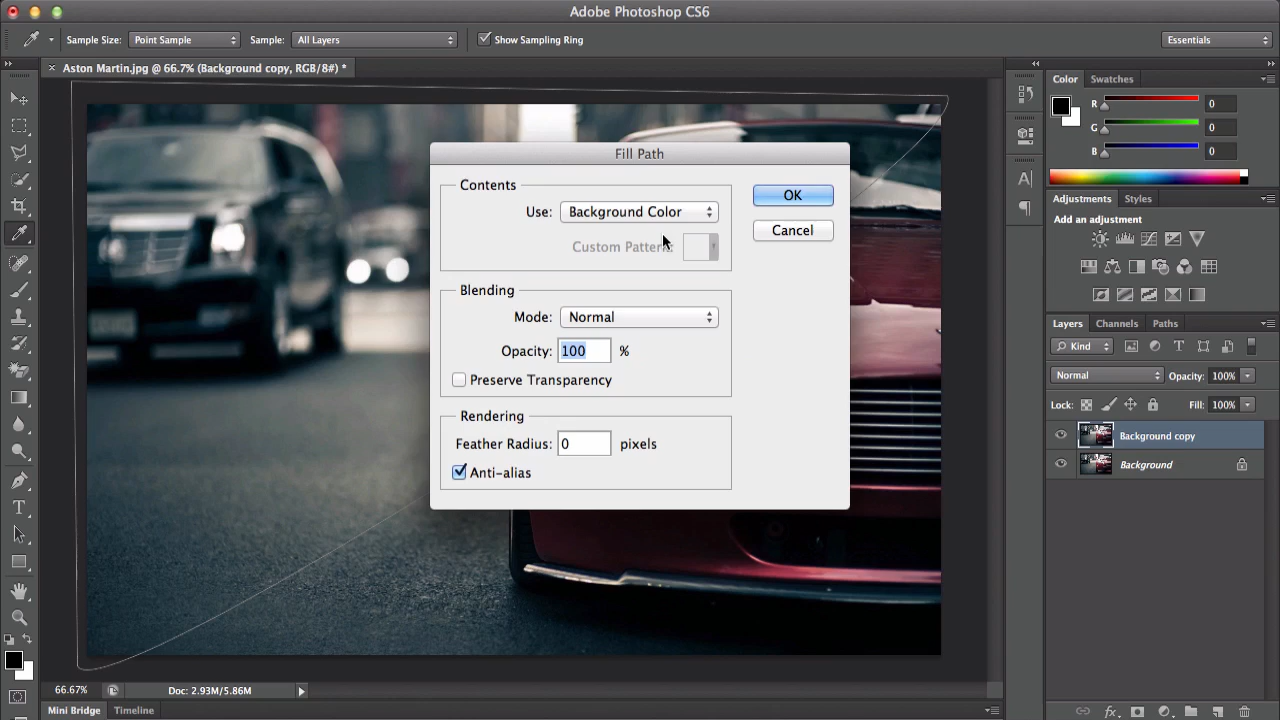 Adobe Photoshop CS6
Sample Size: Point Sample Sample: All Layers Show Sampling Ring Essentials
Aston Martin.jpg @ 66.7% (Background copy, RGB/8#) *
Color Swatches
R 0
G 0
B 0
Adjustments Styles
Add an adjustment
Layers Channels Paths
Kind
Normal Opacity: 100%
Lock: Fill: 100%
Background copy
Background
Fill Path
Contents
Use: Background Color
Custom Pattern:
OK
Cancel
Blending
Mode: Normal
Opacity: 100 %
Preserve Transparency
Rendering
Feather Radius: 0 pixels
Anti-alias
66.67% Doc: 2.93M/5.86M
Mini Bridge Timeline